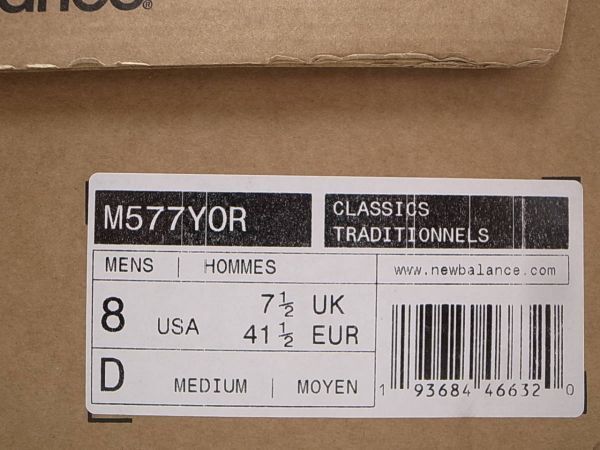 M577YOR
CLASSICS
TRADITIONNELS
MENS | HOMMES
www.newbalance.com
8 USA
7½ UK
41½ EUR
D MEDIUM | MOYEN
1 93684 46632 0